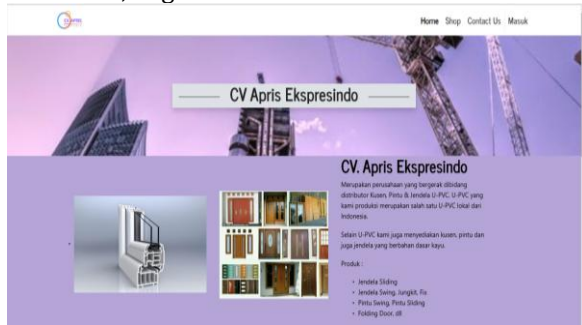 Home Shop Contact Us Masuk
CV Apris Ekspresindo
CV. Apris Ekspresindo
Merupakan perusahaan yang bergerak dibidang
distributor Kusen, Pintu & Jendela U-PVC. U-PVC yang
kami produksi merupakan salah satu U-PVC lokal dari
Indonesia.
Selain U-PVC kami juga menyediakan kusen, pintu dan
juga jendela yang berbahan dasar kayu.
Produk :
• Jendela Sliding
• Jendela Swing, Jungkit, Fix
• Pintu Swing, Pintu Sliding
• Folding Door, dll